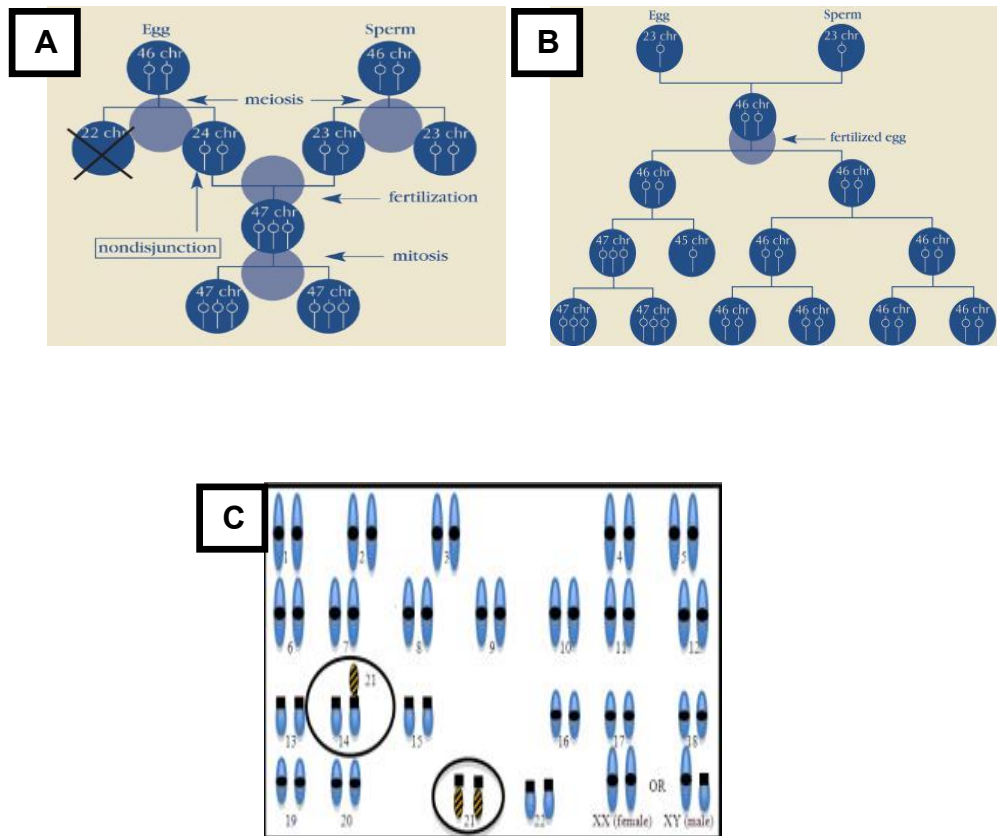 A
Egg
Sperm
46 chr
46 chr
meiosis
22 chr
24 chr
23 chr
23 chr
fertilization
47 chr
nondisjunction
mitosis
47 chr
47 chr
B
Egg
Sperm
23 chr
23 chr
46 chr
fertilized egg
46 chr
46 chr
47 chr
45 chr
46 chr
46 chr
47 chr
47 chr
46 chr
46 chr
46 chr
46 chr
C
1 2 3 4 5
6 7 8 9 10 11 12
21
13 14 15 16 17 18
OR
19 20 21 22 XX (female) XY (male)